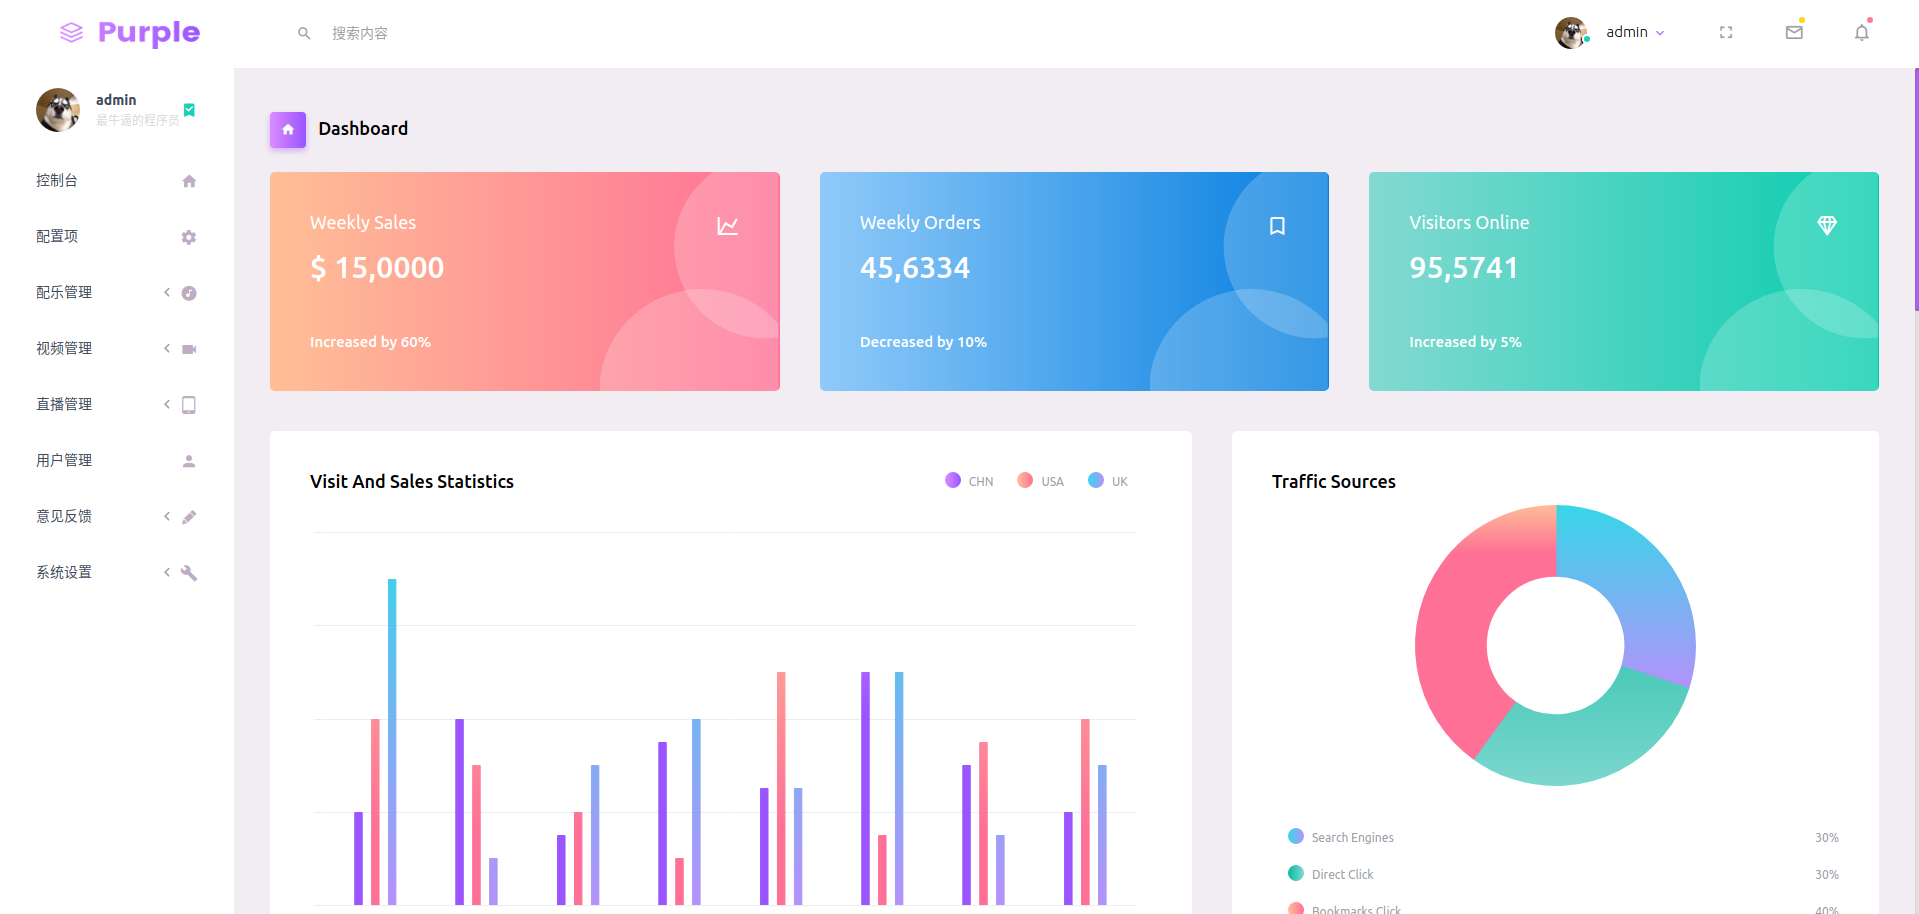 Purple
搜索内容
admin
admin
最牛逼的程序员
控制台
配置项
配乐管理
视频管理
直播管理
用户管理
意见反馈
系统设置
Dashboard
Weekly Sales
$ 15,0000
Increased by 60%
Weekly Orders
45,6334
Decreased by 10%
Visitors Online
95,5741
Increased by 5%
Visit And Sales Statistics
CHN
USA
UK
Traffic Sources
Search Engines 30%
Direct Click 30%
Bookmarks Click 40%